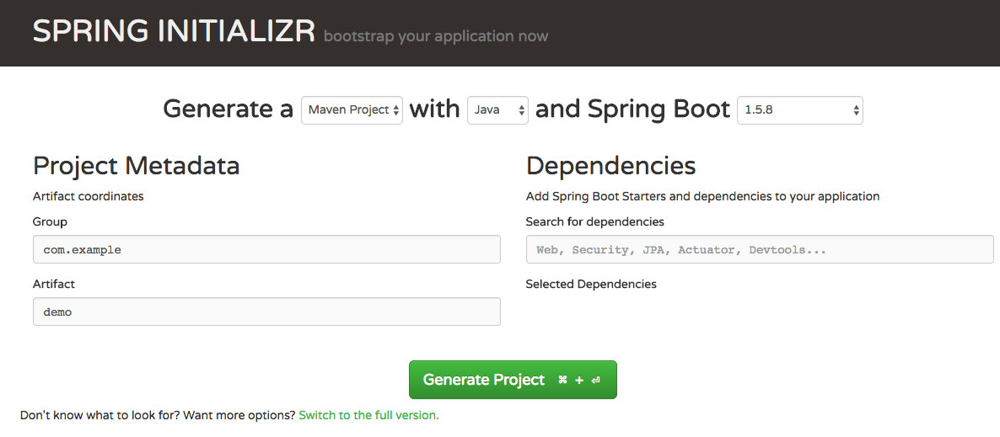 SPRING INITIALIZR bootstrap your application now
Generate a Maven Project with Java and Spring Boot 1.5.8
Project Metadata
Artifact coordinates
Group
com.example
Artifact
demo
Dependencies
Add Spring Boot Starters and dependencies to your application
Search for dependencies
Web, Security, JPA, Actuator, Devtools...
Selected Dependencies
Generate Project ⌘ + ⏎
Don't know what to look for? Want more options? Switch to the full version.